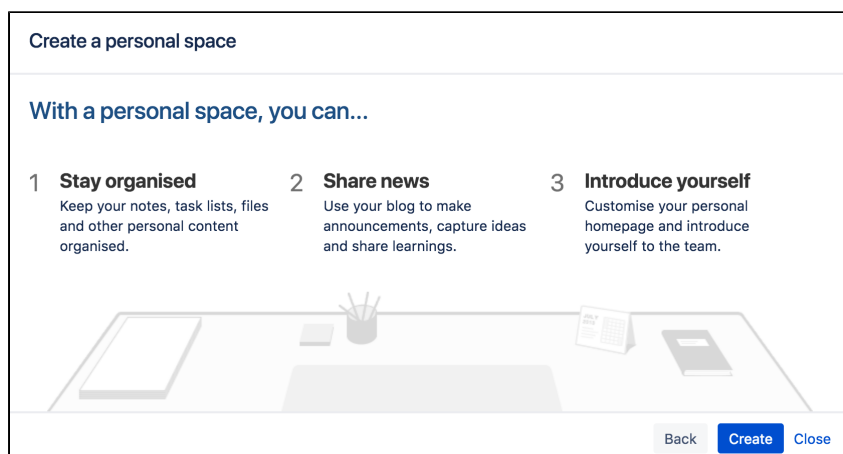 Create a personal space
With a personal space, you can...
1 Stay organised
Keep your notes, task lists, files
and other personal content
organised.
2 Share news
Use your blog to make
announcements, capture ideas
and share learnings.
3 Introduce yourself
Customise your personal
homepage and introduce
yourself to the team.
JULY
Back Create Close